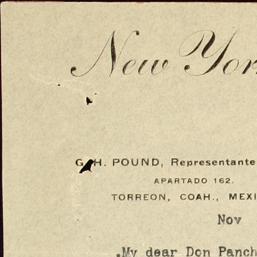 New Yor
G. H. POUND, Representante
APARTADO 162.
TORREON, COAH., MEXI
Nov
My dear Don Panch